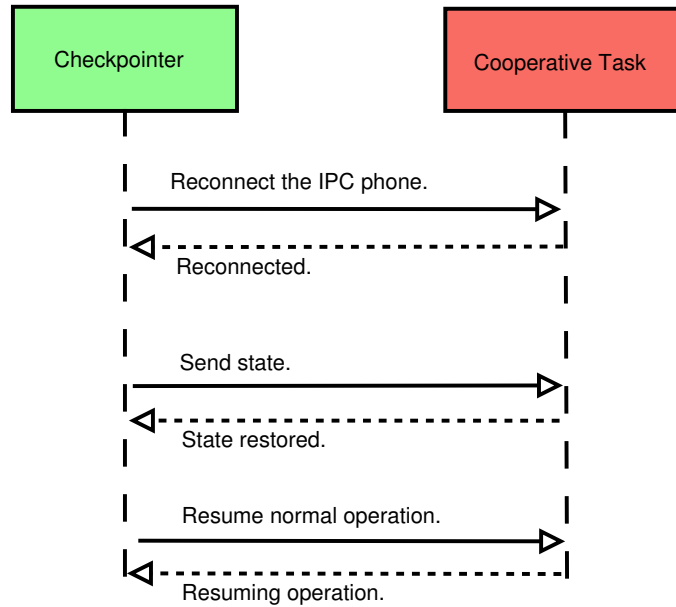 Checkpointer
Cooperative Task
Reconnect the IPC phone.
Reconnected.
Send state.
State restored.
Resume normal operation.
Resuming operation.